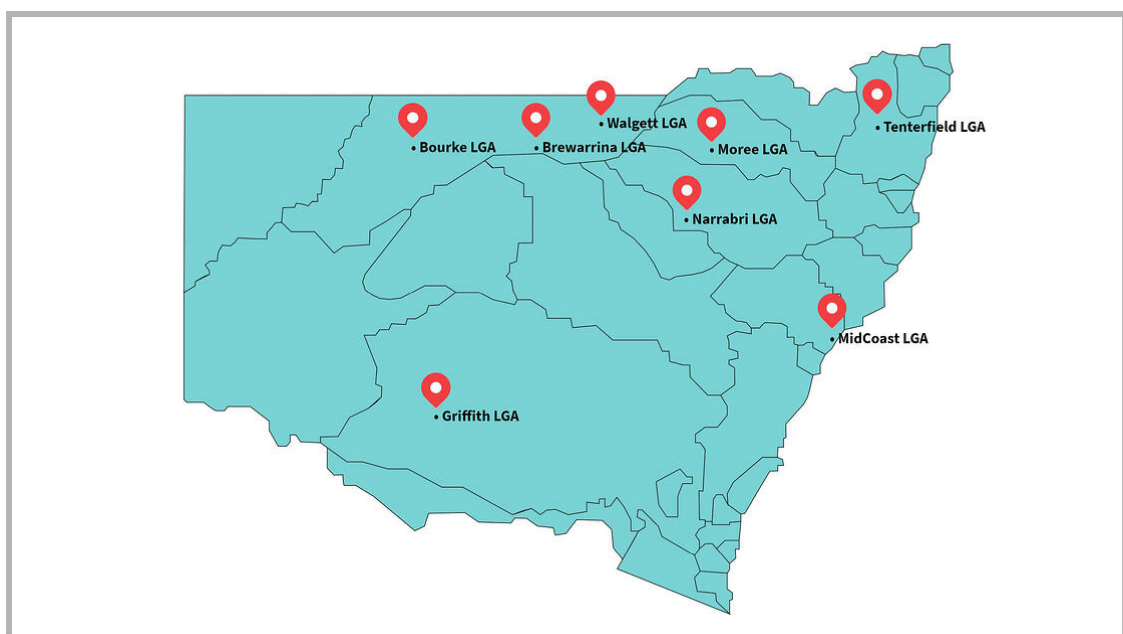 • Walgett LGA
• Tenterfield LGA
• Bourke LGA
• Brewarrina LGA
• Moree LGA
• Narrabri LGA
• MidCoast LGA
• Griffith LGA